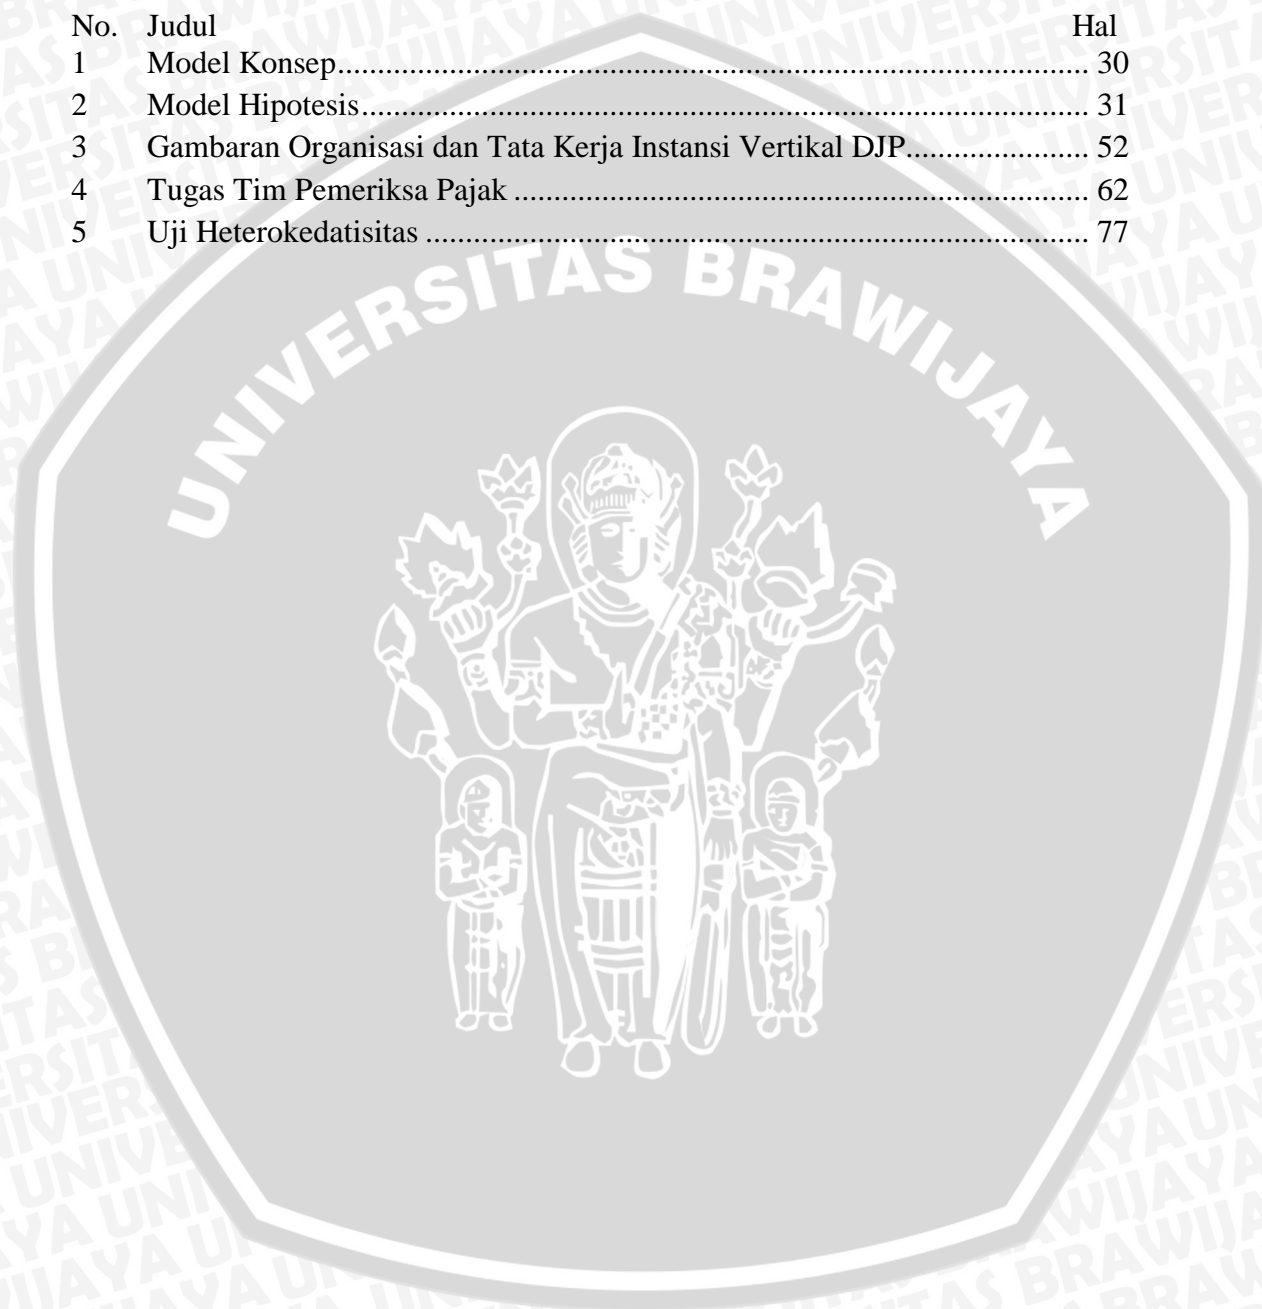 No. Judul Hal
1 Model Konsep.............................................................................................. 30
2 Model Hipotesis........................................................................................... 31
3 Gambaran Organisasi dan Tata Kerja Instansi Vertikal DJP....................... 52
4 Tugas Tim Pemeriksa Pajak ........................................................................ 62
5 Uji Heterokedatisitas ................................................................................... 77
UNIVERSITAS BRAWIJAYA